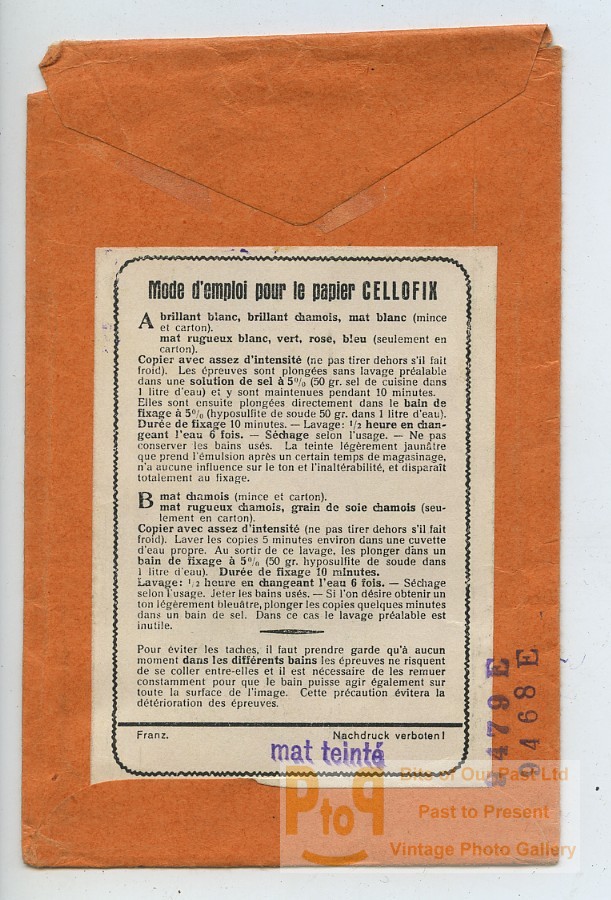 Mode d'emploi pour le papier CELLOFIX
A brillant blanc, brillant chamois, mat blanc (mince
et carton).
mat rugueux blanc, vert, rose, bleu (seulement en
carton).
Copier avec assez d'intensité (ne pas tirer dehors s'il fait
froid). Les épreuves sont plongées sans lavage préalable
dans une solution de sel à 5% (50 gr. sel de cuisine dans
1 litre d'eau) et y sont maintenues pendant 10 minutes.
Elles sont ensuite plongées directement dans le bain de
fixage à 5% (hyposulfite de soude 50 gr. dans 1 litre d'eau).
Durée de fixage 10 minutes. — Lavage: 1/2 heure en chan-
geant l'eau 6 fois. — Séchage selon l'usage. — Ne pas
conserver les bains usés. La teinte légèrement jaunâtre
que prend l'émulsion après un certain temps de magasinage,
n'a aucune influence sur le ton et l'inaltérabilité, et disparaît
totalement au fixage.
B mat chamois (mince et carton).
mat rugueux chamois, grain de soie chamois (seu-
lement en carton).
Copier avec assez d'intensité (ne pas tirer dehors s'il fait
froid). Laver les copies 5 minutes environ dans une cuvette
d'eau propre. Au sortir de ce lavage, les plonger dans un
bain de fixage à 5% (50 gr. hyposulfite de soude dans
1 litre d'eau). Durée de fixage 10 minutes.
Lavage: 1/2 heure en changeant l'eau 6 fois. — Séchage
selon l'usage. Jeter les bains usés. — Si l'on désire obtenir un
ton légèrement bleuâtre, plonger les copies quelques minutes
dans un bain de sel. Dans ce cas le lavage préalable est
inutile.
Pour éviter les taches, il faut prendre garde qu'à aucun
moment dans les différents bains les épreuves ne risquent
de se coller entre-elles et il est nécessaire de les remuer
constamment pour que le bain puisse agir également sur
toute la surface de l'image. Cette précaution évitera la
détérioration des épreuves.
Franz. Nachdruck verboten!
mat teinté
9468 E
Bits of Our Past Ltd
PtoP
Past to Present
Vintage Photo Gallery